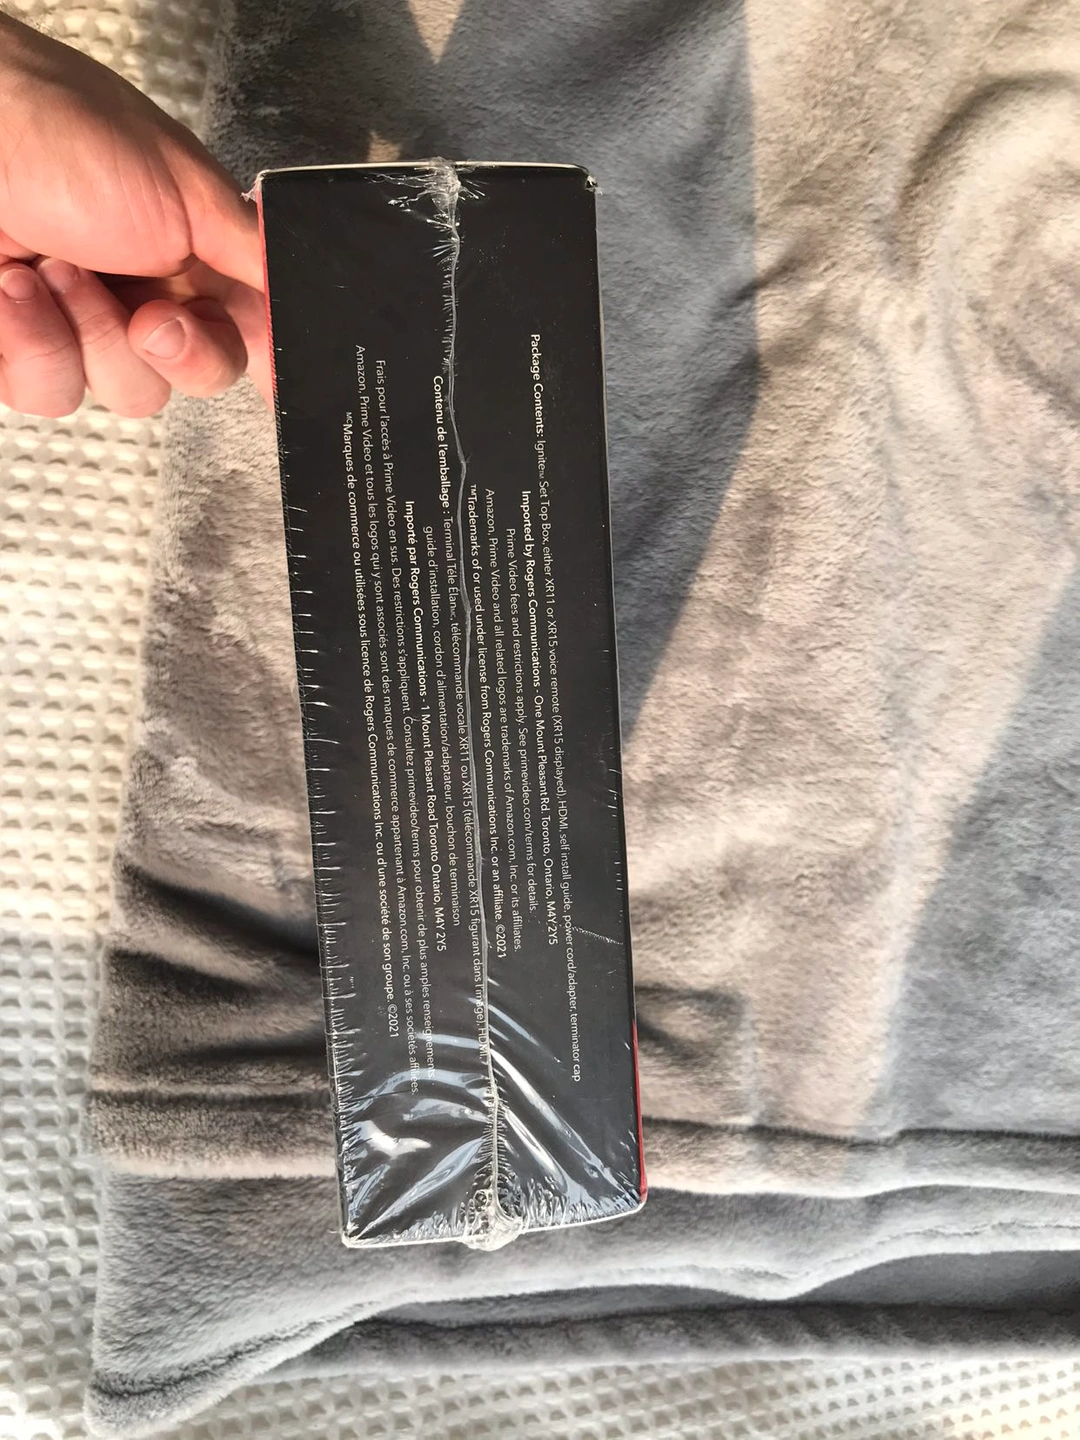 Package Contents: Ignite™ Set Top Box, either XR11 or XR15 voice remote (XR15 displayed), HDMI, self install guide, power cord/adapter, terminator cap
Imported by Rogers Communications - One Mount Pleasant Rd. Toronto, Ontario, M4Y 2Y5
Prime Video fees and restrictions apply. See primevideo.com/terms for details.
Amazon, Prime Video and all related logos are trademarks of Amazon.com, Inc. or its affiliates.
™Trademarks of or used under license from Rogers Communications Inc. or an affiliate. ©2021
Contenu de l'emballage : Terminal Télé Élanᴹᶜ, télécommande vocale XR11 ou XR15 (télécommande XR15 figurant dans l'image), HDMI,
guide d'installation, cordon d'alimentation/adaptateur, bouchon de terminaison
Importé par Rogers Communications - 1 Mount Pleasant Road Toronto Ontario, M4Y 2Y5
Frais pour l'accès à Prime Video en sus. Des restrictions s'appliquent. Consultez primevideo/terms pour obtenir de plus amples renseignements.
Amazon, Prime Video et tous les logos qui y sont associés sont des marques de commerce appartenant à Amazon.com, Inc. ou à ses sociétés affiliées.
ᴹᶜMarques de commerce ou utilisées sous licence de Rogers Communications Inc. ou d'une société de son groupe. ©2021